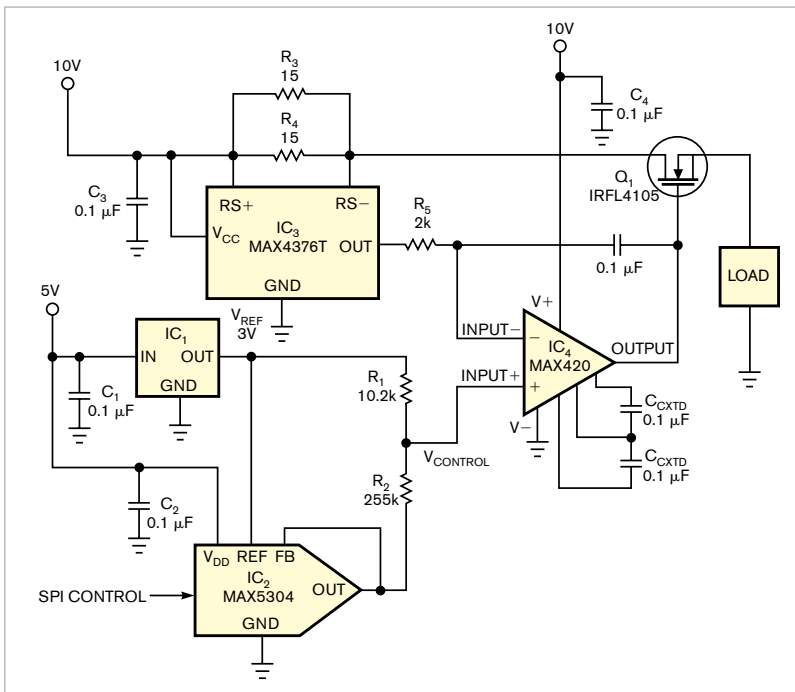 10V
R3
15
R4
15
C3
0.1 μF
RS+
RS−
VCC
IC3
MAX4376T
OUT
GND
R5
2k
10V
C4
0.1 μF
Q1
IRFL4105
0.1 μF
LOAD
5V
VREF
3V
IC1
IN
OUT
GND
C1
0.1 μF
R1
10.2k
VCONTROL
R2
255k
INPUT−
INPUT+
V+
−
+
IC4
MAX420
V−
OUTPUT
CCXTD
0.1 μF
CCXTD
0.1 μF
C2
0.1 μF
VDD
REF
FB
IC2
MAX5304
OUT
GND
SPI CONTROL